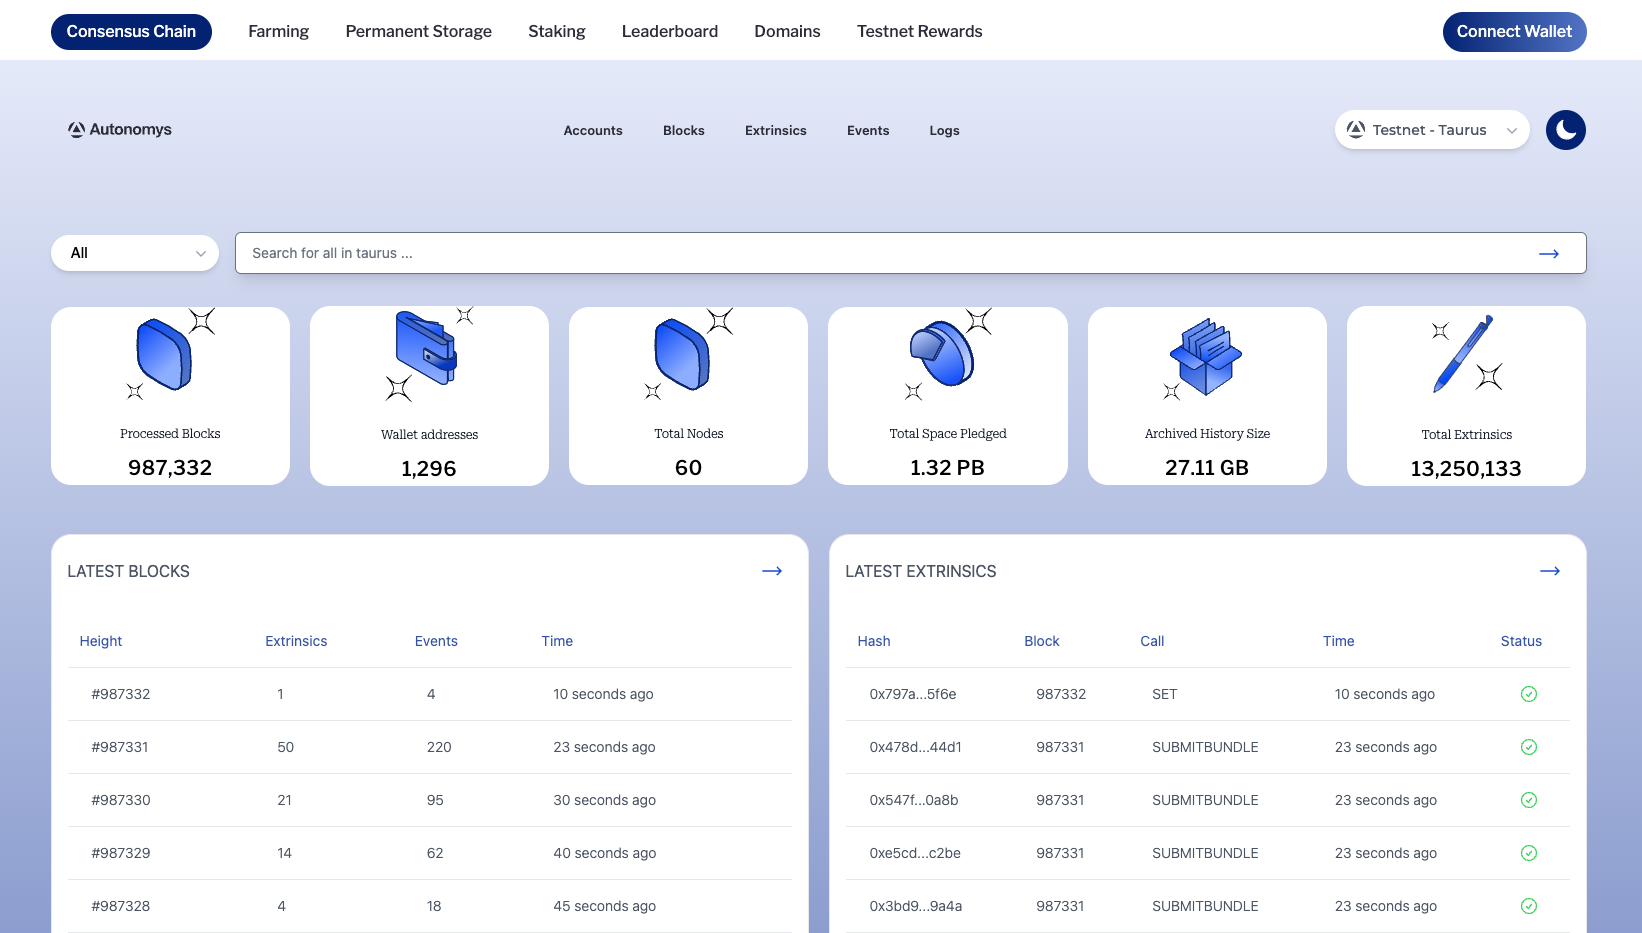 Consensus Chain Farming Permanent Storage Staking Leaderboard Domains Testnet Rewards Connect Wallet
Autonomys Accounts Blocks Extrinsics Events Logs Testnet - Taurus
All Search for all in taurus ...
Processed Blocks
987,332
Wallet addresses
1,296
Total Nodes
60
Total Space Pledged
1.32 PB
Archived History Size
27.11 GB
Total Extrinsics
13,250,133
LATEST BLOCKS
Height Extrinsics Events Time
#987332 1 4 10 seconds ago
#987331 50 220 23 seconds ago
#987330 21 95 30 seconds ago
#987329 14 62 40 seconds ago
#987328 4 18 45 seconds ago
LATEST EXTRINSICS
Hash Block Call Time Status
0x797a...5f6e 987332 SET 10 seconds ago
0x478d...44d1 987331 SUBMITBUNDLE 23 seconds ago
0x547f...0a8b 987331 SUBMITBUNDLE 23 seconds ago
0xe5cd...c2be 987331 SUBMITBUNDLE 23 seconds ago
0x3bd9...9a4a 987331 SUBMITBUNDLE 23 seconds ago